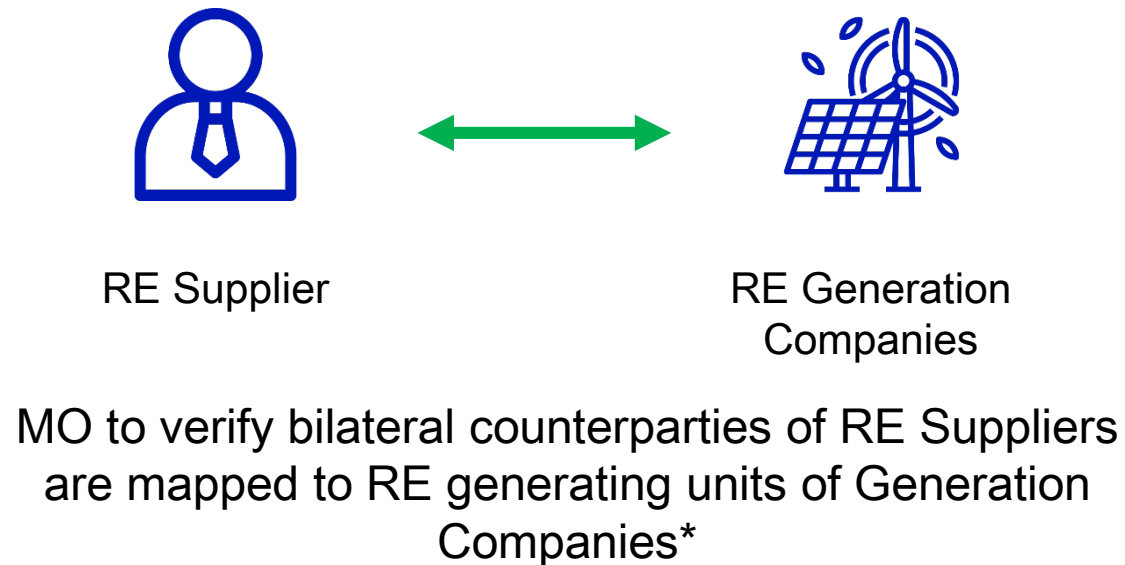 RE Supplier
RE Generation
Companies
MO to verify bilateral counterparties of RE Suppliers
are mapped to RE generating units of Generation
Companies*